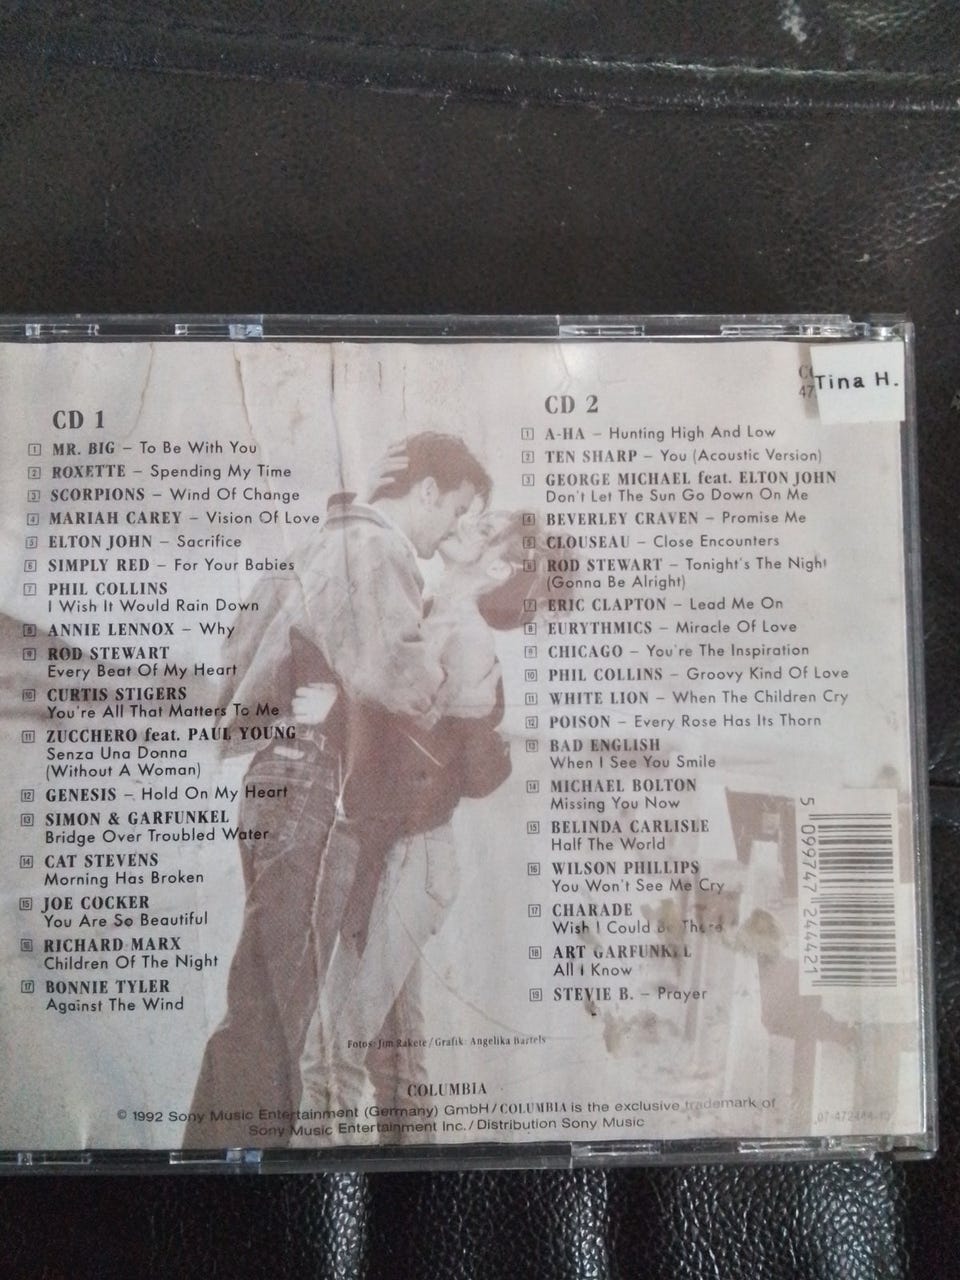 CO
47
Tina H.
CD 1
1 MR. BIG – To Be With You
2 ROXETTE – Spending My Time
3 SCORPIONS – Wind Of Change
4 MARIAH CAREY – Vision Of Love
5 ELTON JOHN – Sacrifice
6 SIMPLY RED – For Your Babies
7 PHIL COLLINS
I Wish It Would Rain Down
8 ANNIE LENNOX – Why
9 ROD STEWART
Every Beat Of My Heart
10 CURTIS STIGERS
You're All That Matters To Me
11 ZUCCHERO feat. PAUL YOUNG
Senza Una Donna
(Without A Woman)
12 GENESIS – Hold On My Heart
13 SIMON & GARFUNKEL
Bridge Over Troubled Water
14 CAT STEVENS
Morning Has Broken
15 JOE COCKER
You Are So Beautiful
16 RICHARD MARX
Children Of The Night
17 BONNIE TYLER
Against The Wind
CD 2
1 A-HA – Hunting High And Low
2 TEN SHARP – You (Acoustic Version)
3 GEORGE MICHAEL feat. ELTON JOHN
Don't Let The Sun Go Down On Me
4 BEVERLEY CRAVEN – Promise Me
5 CLOUSEAU – Close Encounters
6 ROD STEWART – Tonight's The Night
(Gonna Be Alright)
7 ERIC CLAPTON – Lead Me On
8 EURYTHMICS – Miracle Of Love
9 CHICAGO – You're The Inspiration
10 PHIL COLLINS – Groovy Kind Of Love
11 WHITE LION – When The Children Cry
12 POISON – Every Rose Has Its Thorn
13 BAD ENGLISH
When I See You Smile
14 MICHAEL BOLTON
Missing You Now
15 BELINDA CARLISLE
Half The World
16 WILSON PHILLIPS
You Won't See Me Cry
17 CHARADE
Wish I Could Be There
18 ART GARFUNKEL
All I Know
19 STEVIE B. – Prayer
5 099747 244421
Fotos: Jim Rakete/Grafik: Angelika Bartels
COLUMBIA
© 1992 Sony Music Entertainment (Germany) GmbH/COLUMBIA is the exclusive trademark of
Sony Music Entertainment Inc./Distribution Sony Music
07-472444-10